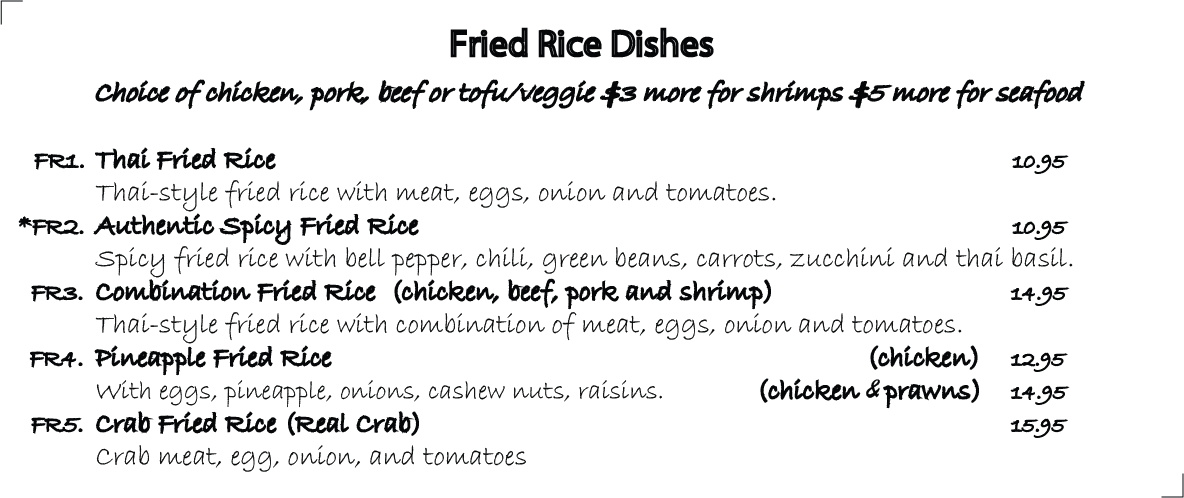 Fried Rice Dishes
Choice of chicken, pork, beef or tofu/veggie $3 more for shrimps $5 more for seafood
FR1. Thai Fried Rice 10.95
Thai-style fried rice with meat, eggs, onion and tomatoes.
*FR2. Authentic Spicy Fried Rice 10.95
Spicy fried rice with bell pepper, chili, green beans, carrots, zucchini and thai basil.
FR3. Combination Fried Rice (chicken, beef, pork and shrimp) 14.95
Thai-style fried rice with combination of meat, eggs, onion and tomatoes.
FR4. Pineapple Fried Rice (chicken) 12.95
With eggs, pineapple, onions, cashew nuts, raisins. (chicken & prawns) 14.95
FR5. Crab Fried Rice (Real Crab) 15.95
Crab meat, egg, onion, and tomatoes